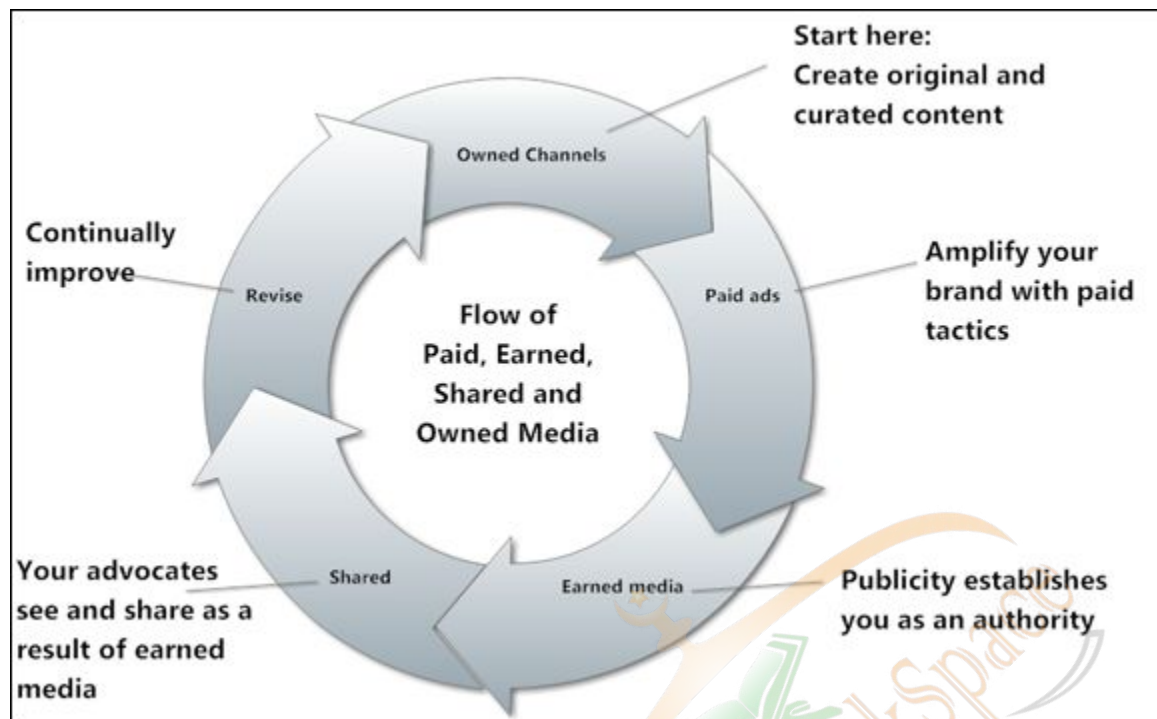 Start here:
Create original and
curated content
Owned Channels
Amplify your
brand with paid
tactics
Paid ads
Publicity establishes
you as an authority
Earned media
Your advocates
see and share as a
result of earned
media
Shared
Continually
improve
Revise
Flow of
Paid, Earned,
Shared and
Owned Media